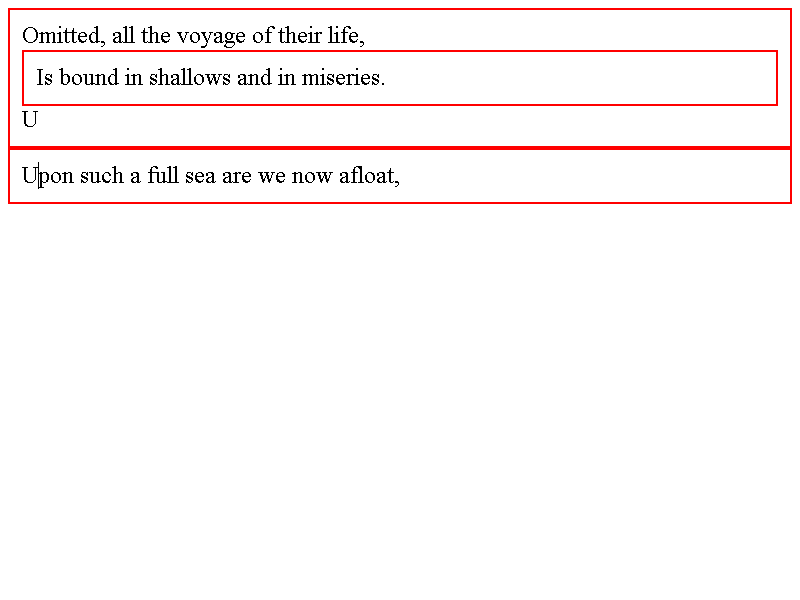 Omitted, all the voyage of their life,
Is bound in shallows and in miseries.
U
Upon such a full sea are we now afloat,